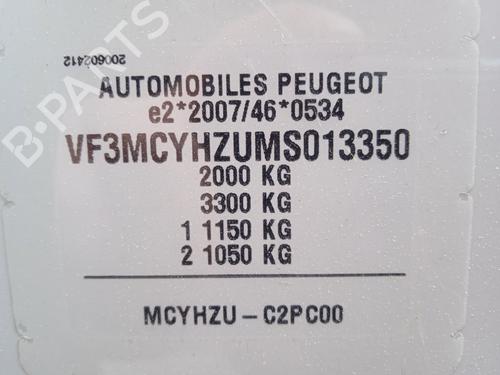 200602412
AUTOMOBILES PEUGEOT
e2*2007/46*0534
VF3MCYHZUMS013350
2000 KG
3300 KG
1 1150 KG
2 1050 KG
MCYHZU - C2PC00
B-PARTS